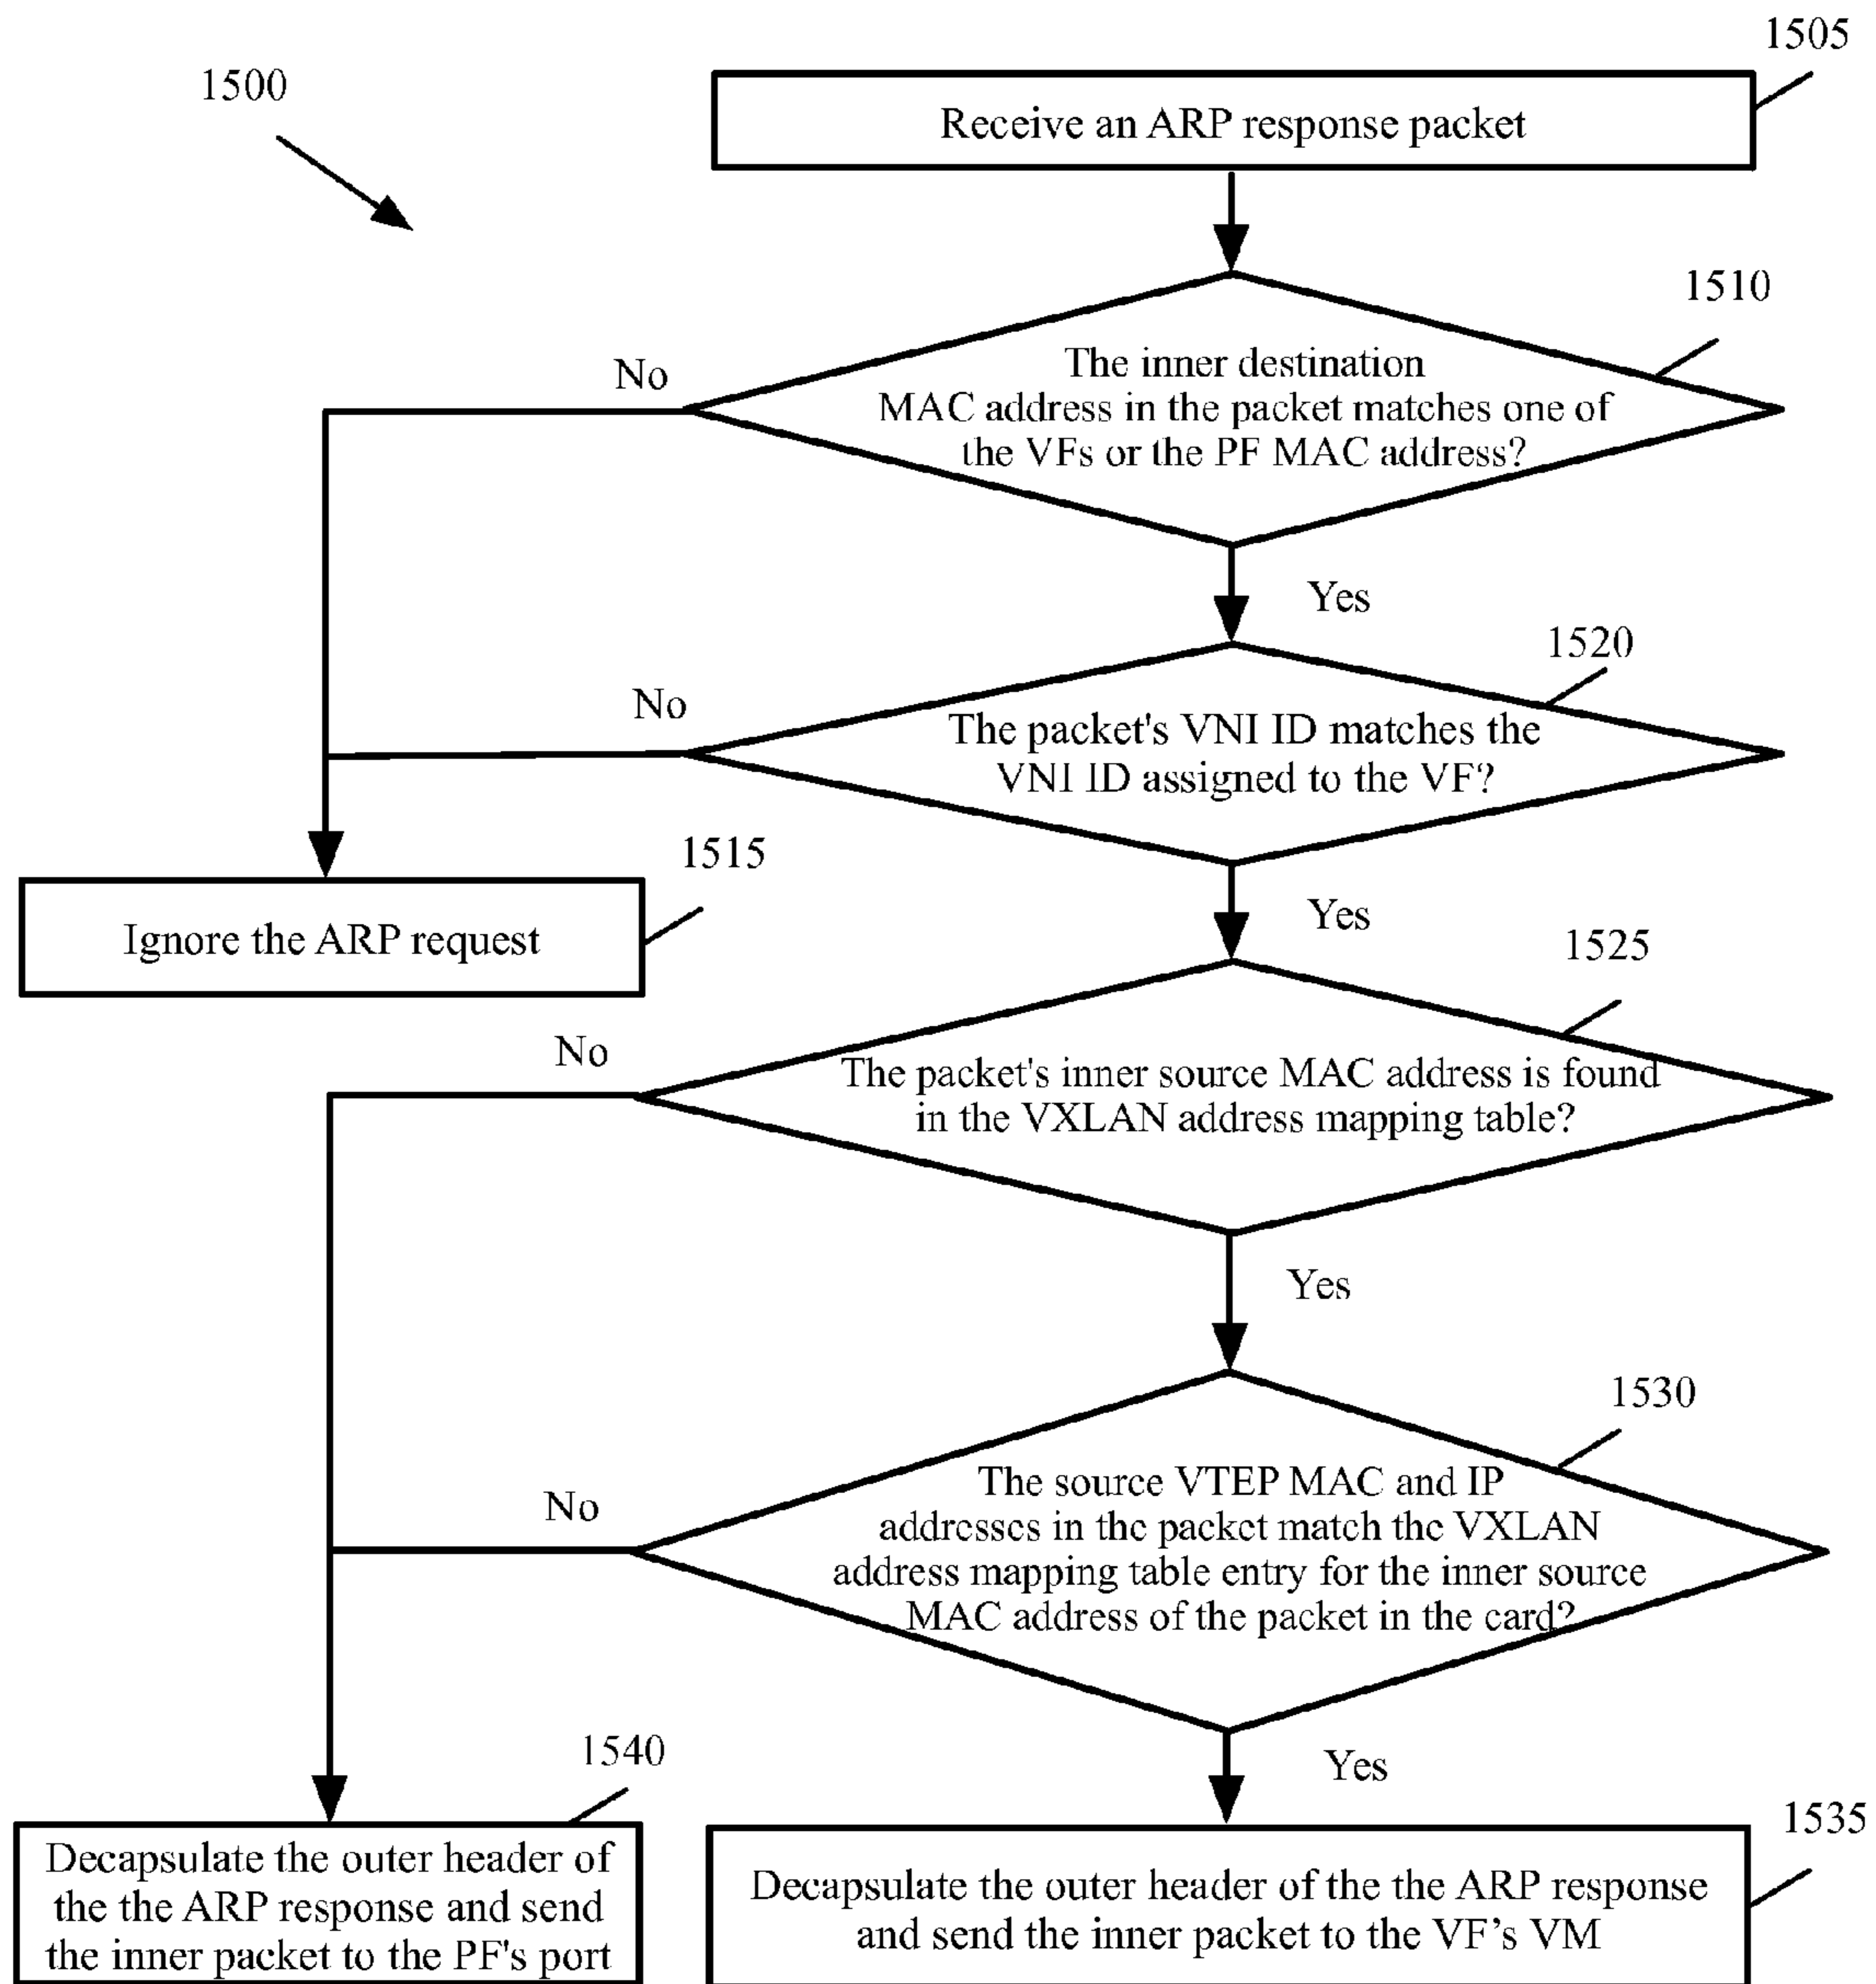 1500
1505
Receive an ARP response packet
1510
The inner destination
MAC address in the packet matches one of
the VFs or the PF MAC address?
No
Yes
1520
The packet's VNI ID matches the
VNI ID assigned to the VF?
No
1515
Ignore the ARP request
Yes
1525
The packet's inner source MAC address is found
in the VXLAN address mapping table?
No
Yes
1530
The source VTEP MAC and IP
addresses in the packet match the VXLAN
address mapping table entry for the inner source
MAC address of the packet in the card?
No
Yes
1540
Decapsulate the outer header of
the the ARP response and send
the inner packet to the PF's port
1535
Decapsulate the outer header of the the ARP response
and send the inner packet to the VF’s VM